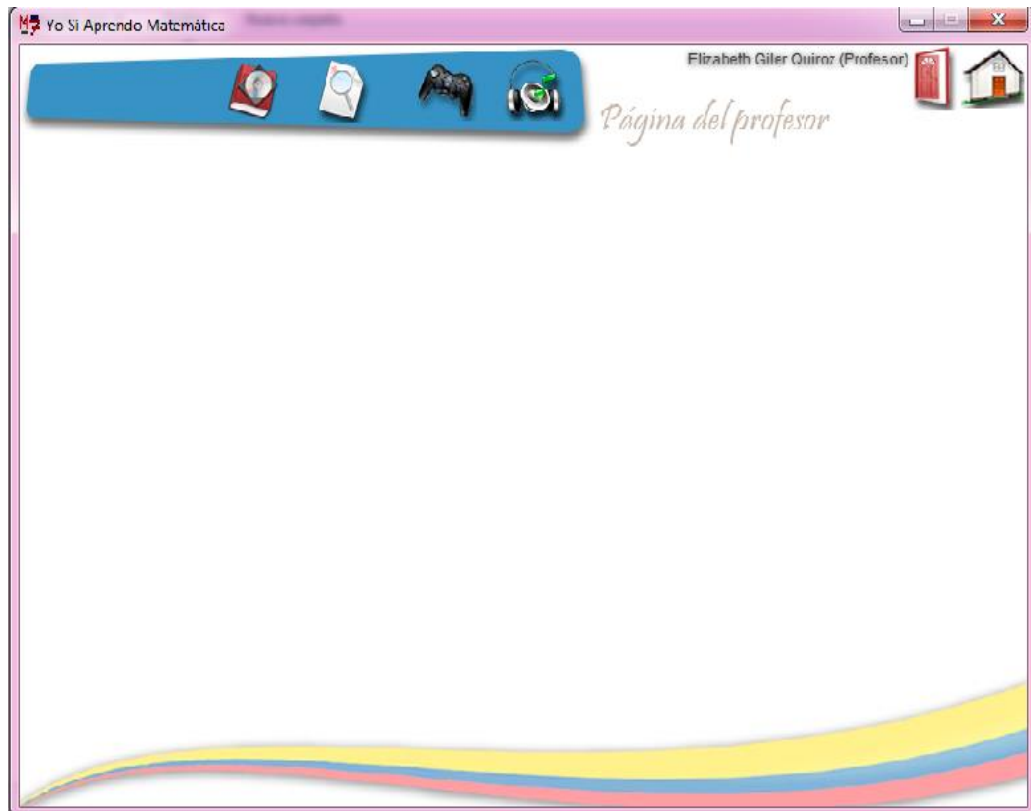 Yo Si Aprendo Matemática
Elizabeth Giler Quiroz (Profesor)
Página del profesor